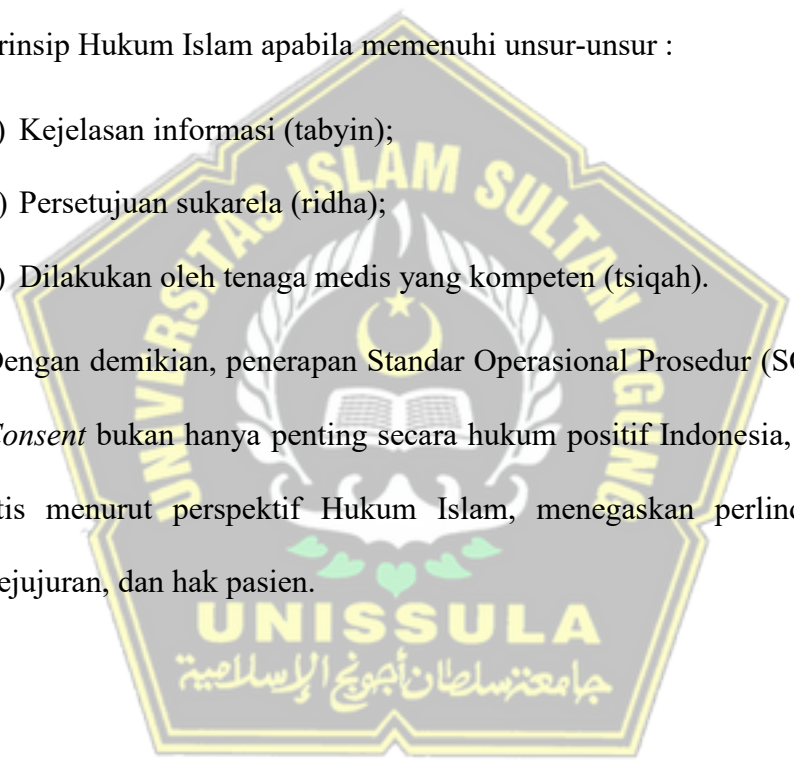 rinsip Hukum Islam apabila memenuhi unsur-unsur :
) Kejelasan informasi (tabyin);
) Persetujuan sukarela (ridha);
) Dilakukan oleh tenaga medis yang kompeten (tsiqah).
Dengan demikian, penerapan Standar Operasional Prosedur (SO
Consent bukan hanya penting secara hukum positif Indonesia,
tis menurut perspektif Hukum Islam, menegaskan perlind
ejujuran, dan hak pasien.
UNIVERSITAS ISLAM SULTAN AGUNG
UNISSULA
جامعة سلطان أجونج الإسلامية